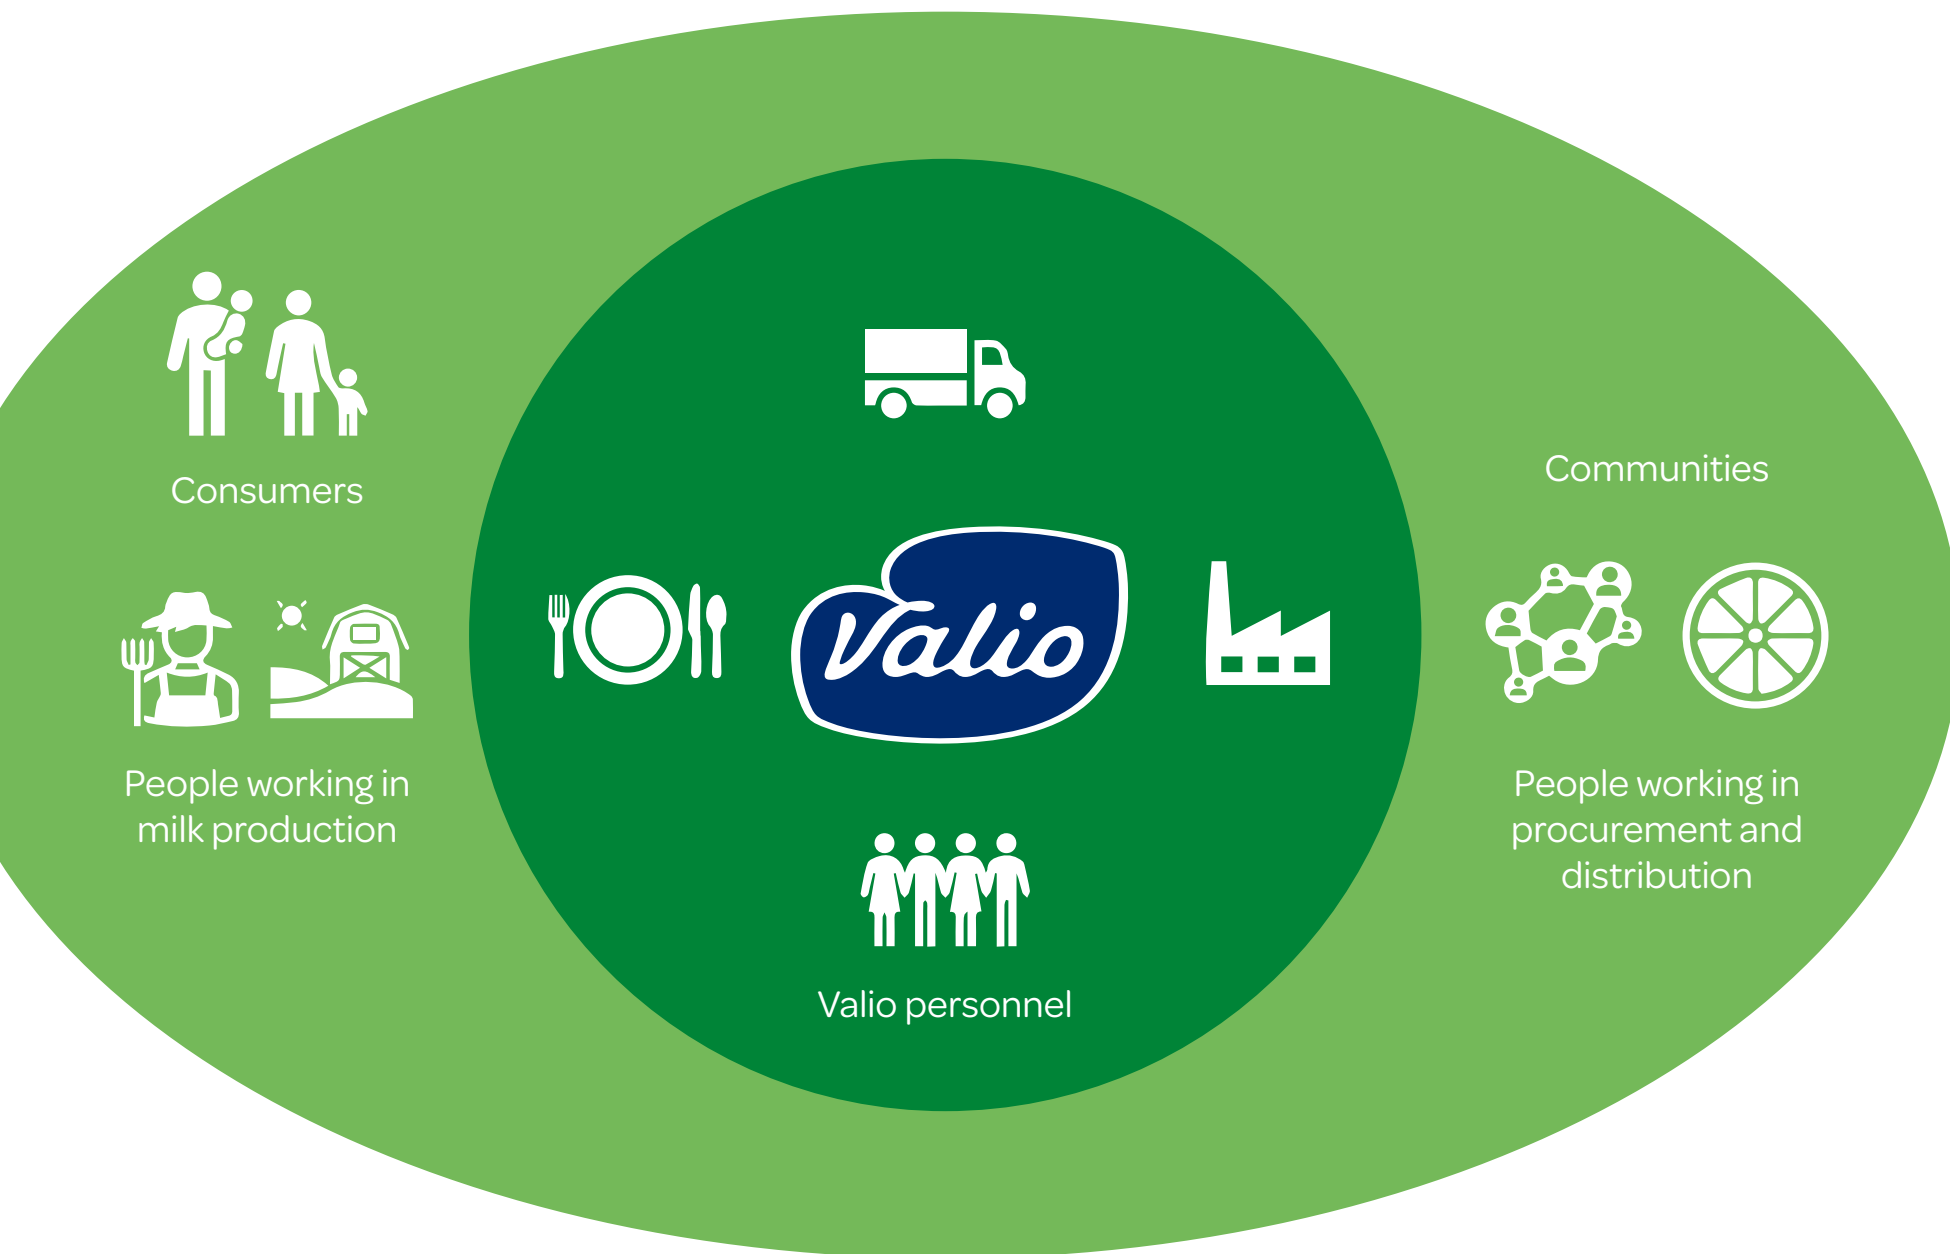 Consumers
People working in
milk production
Valio
Valio personnel
Communities
People working in
procurement and
distribution